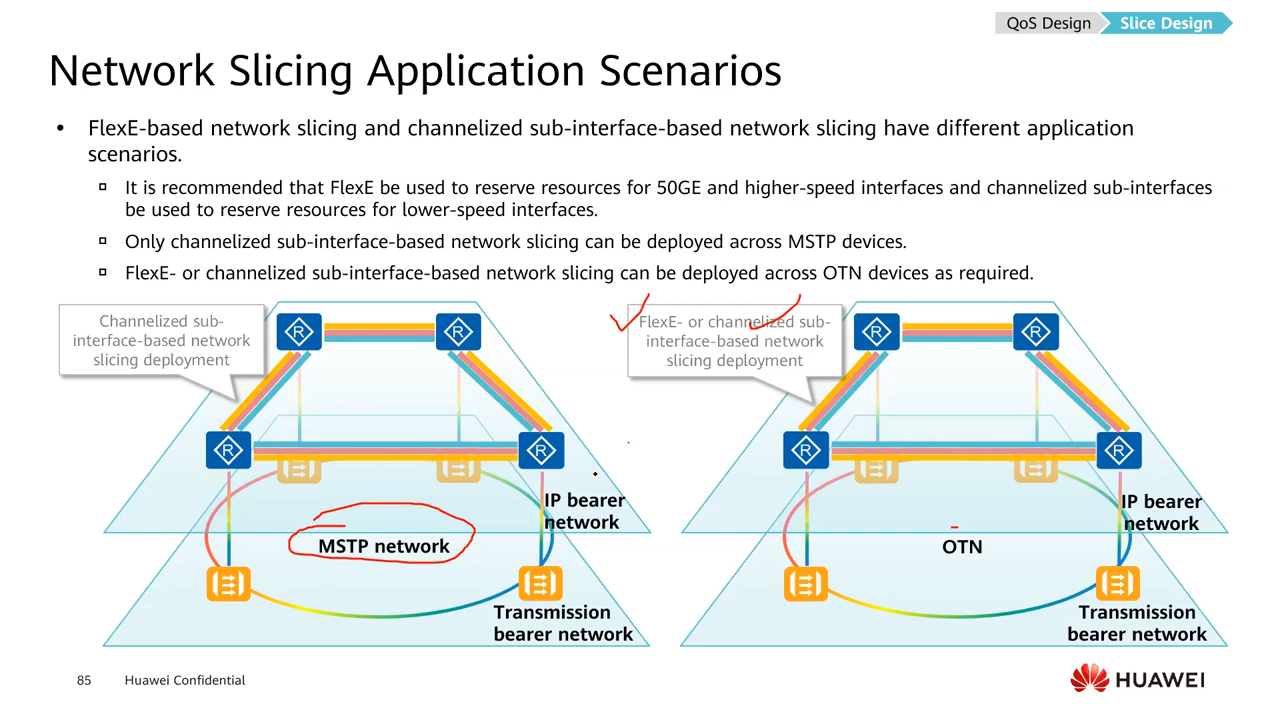 QoS Design
Slice Design
Network Slicing Application Scenarios
• FlexE-based network slicing and channelized sub-interface-based network slicing have different application
scenarios.
It is recommended that FlexE be used to reserve resources for 50GE and higher-speed interfaces and channelized sub-interfaces
be used to reserve resources for lower-speed interfaces.
Only channelized sub-interface-based network slicing can be deployed across MSTP devices.
FlexE- or channelized sub-interface-based network slicing can be deployed across OTN devices as required.
Channelized sub-
interface-based network
slicing deployment
R
R
R
R
IP bearer
network
MSTP network
Transmission
bearer network
FlexE- or channelized sub-
interface-based network
slicing deployment
R
R
R
R
IP bearer
network
OTN
Transmission
bearer network
85
Huawei Confidential
HUAWEI